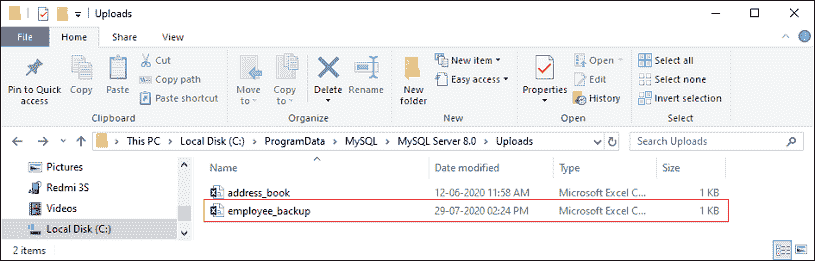 Uploads
File Home Share View
Pin to Quick access
Copy
Paste
Cut
Copy path
Paste shortcut
Clipboard
Move to
Copy to
Delete
Rename
Organize
New folder
New item
Easy access
New
Properties
Open
Edit
History
Open
Select all
Select none
Invert selection
Select
This PC Local Disk (C:) ProgramData MySQL MySQL Server 8.0 Uploads
Search Uploads
Pictures
Redmi 3S
Videos
Local Disk (C:)
Name Date modified Type Size
address_book 12-06-2020 11:58 AM Microsoft Excel C... 1 KB
employee_backup 29-07-2020 02:24 PM Microsoft Excel C... 1 KB
2 items